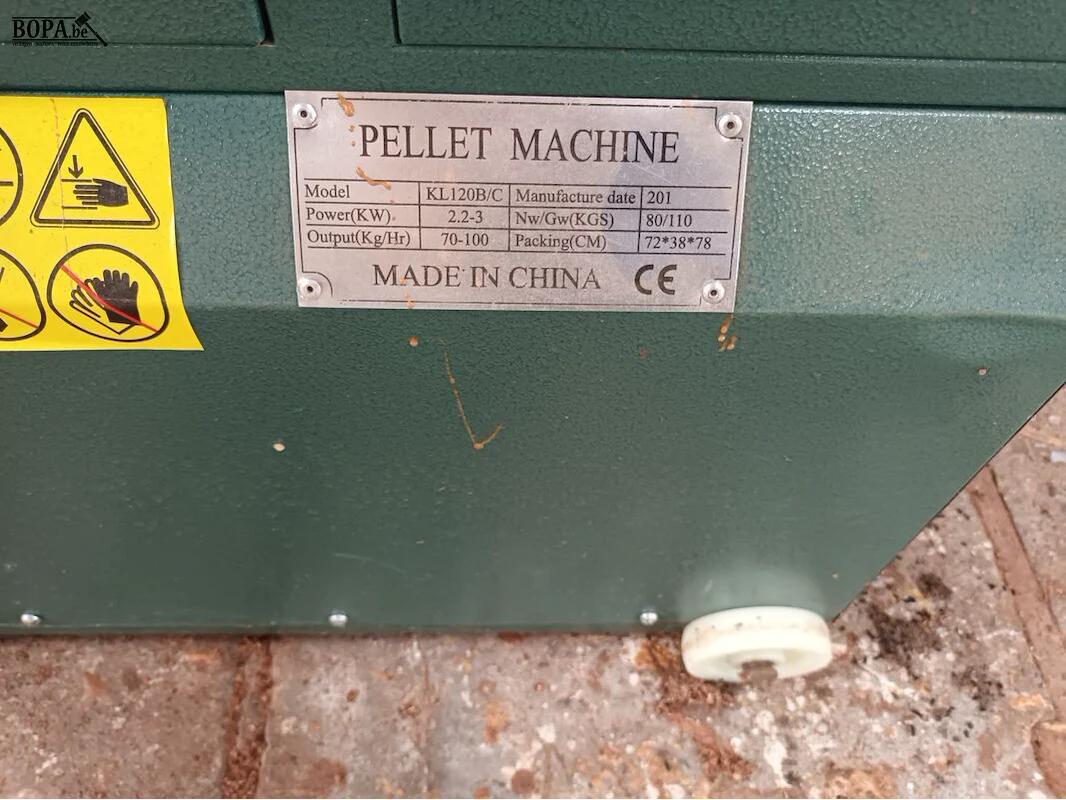 BOPA.be
PELLET MACHINE
Model KL120B/C Manufacture date 201
Power(KW). 2.2-3 Nw/Gw(KGS) 80/110
Output(Kg/Hr) 70-100 Packing(CM) 72*38*78
MADE IN CHINA CE